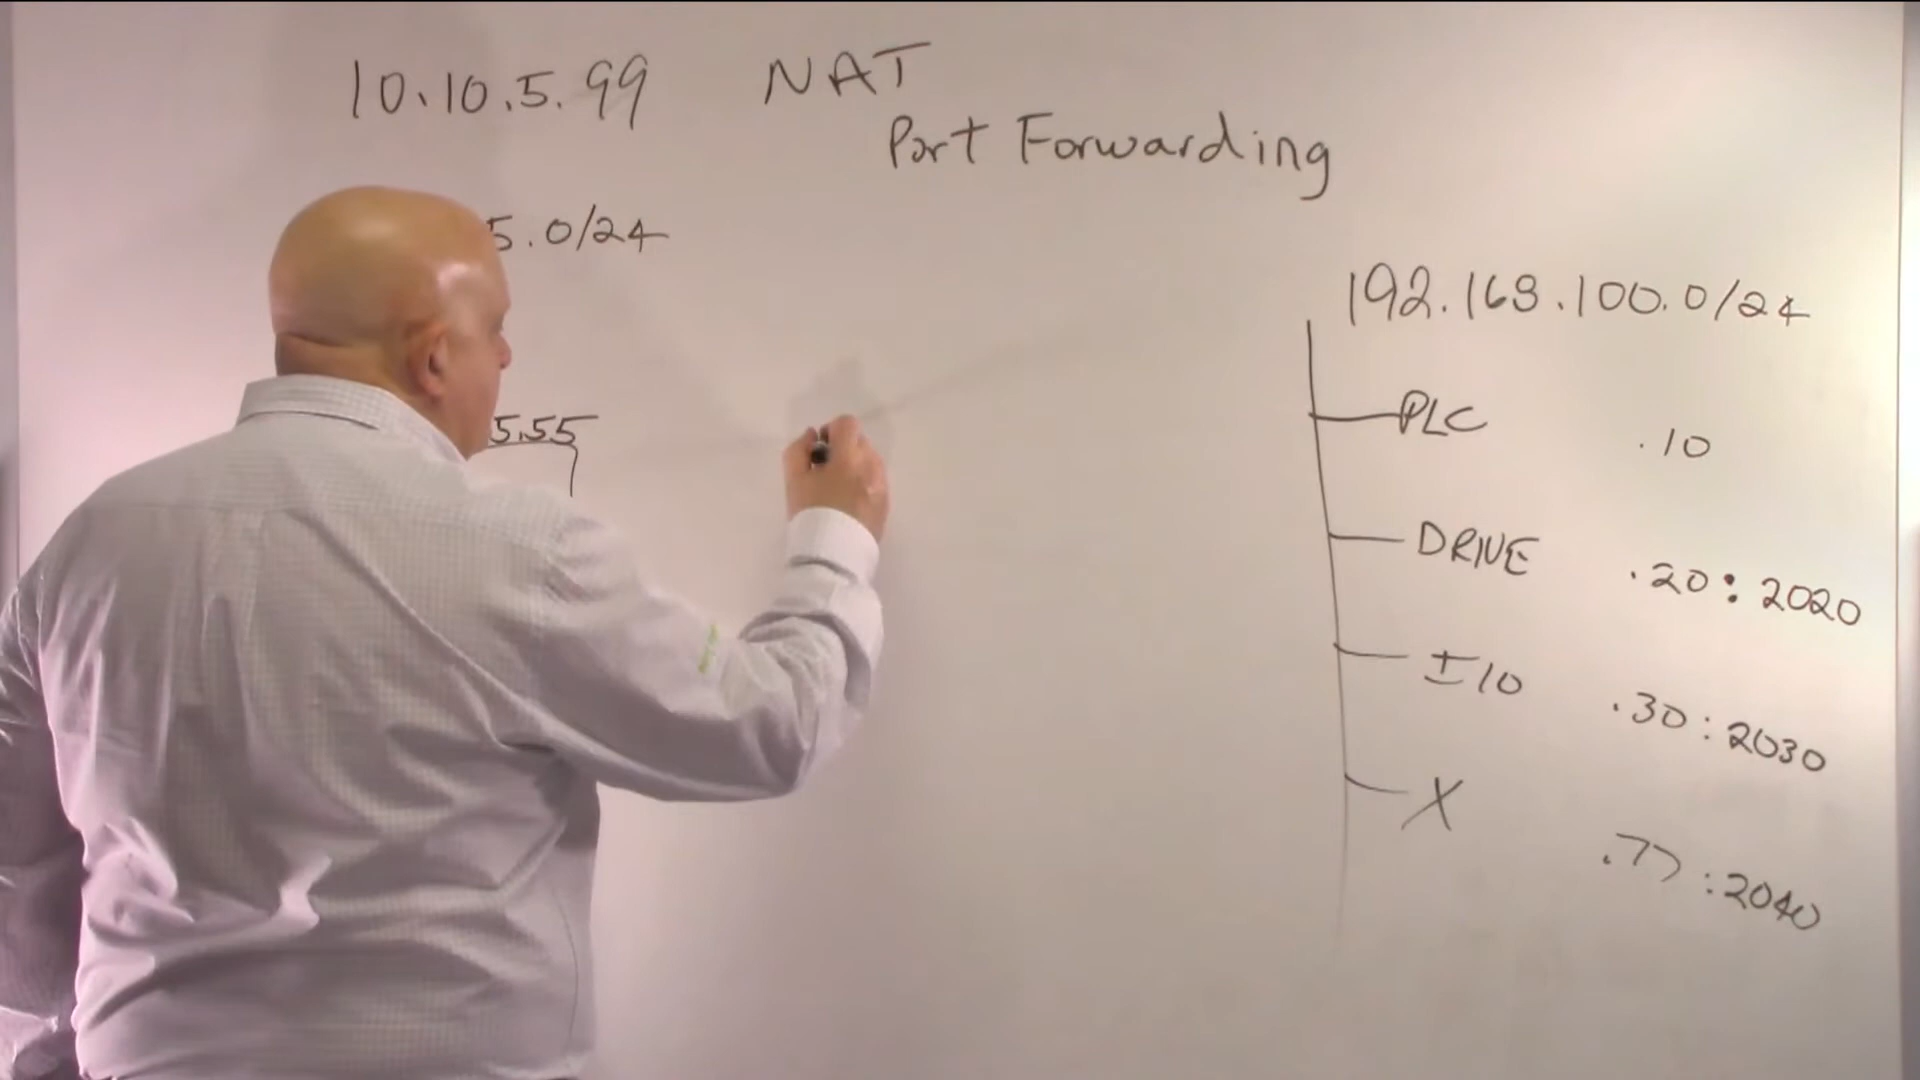 10.10.5.99 NAT
Port Forwarding
5.0/24
192.168.100.0/24
5.55
PLC .10
DRIVE .20:2020
I/O .30:2030
X .77:2040